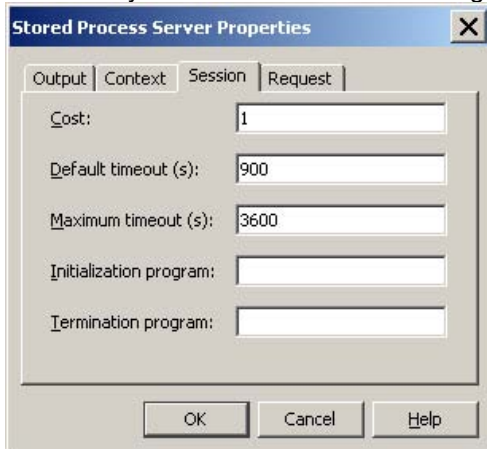 Stored Process Server Properties
Output Context Session Request
Cost: 1
Default timeout (s): 900
Maximum timeout (s): 3600
Initialization program:
Termination program:
OK Cancel Help